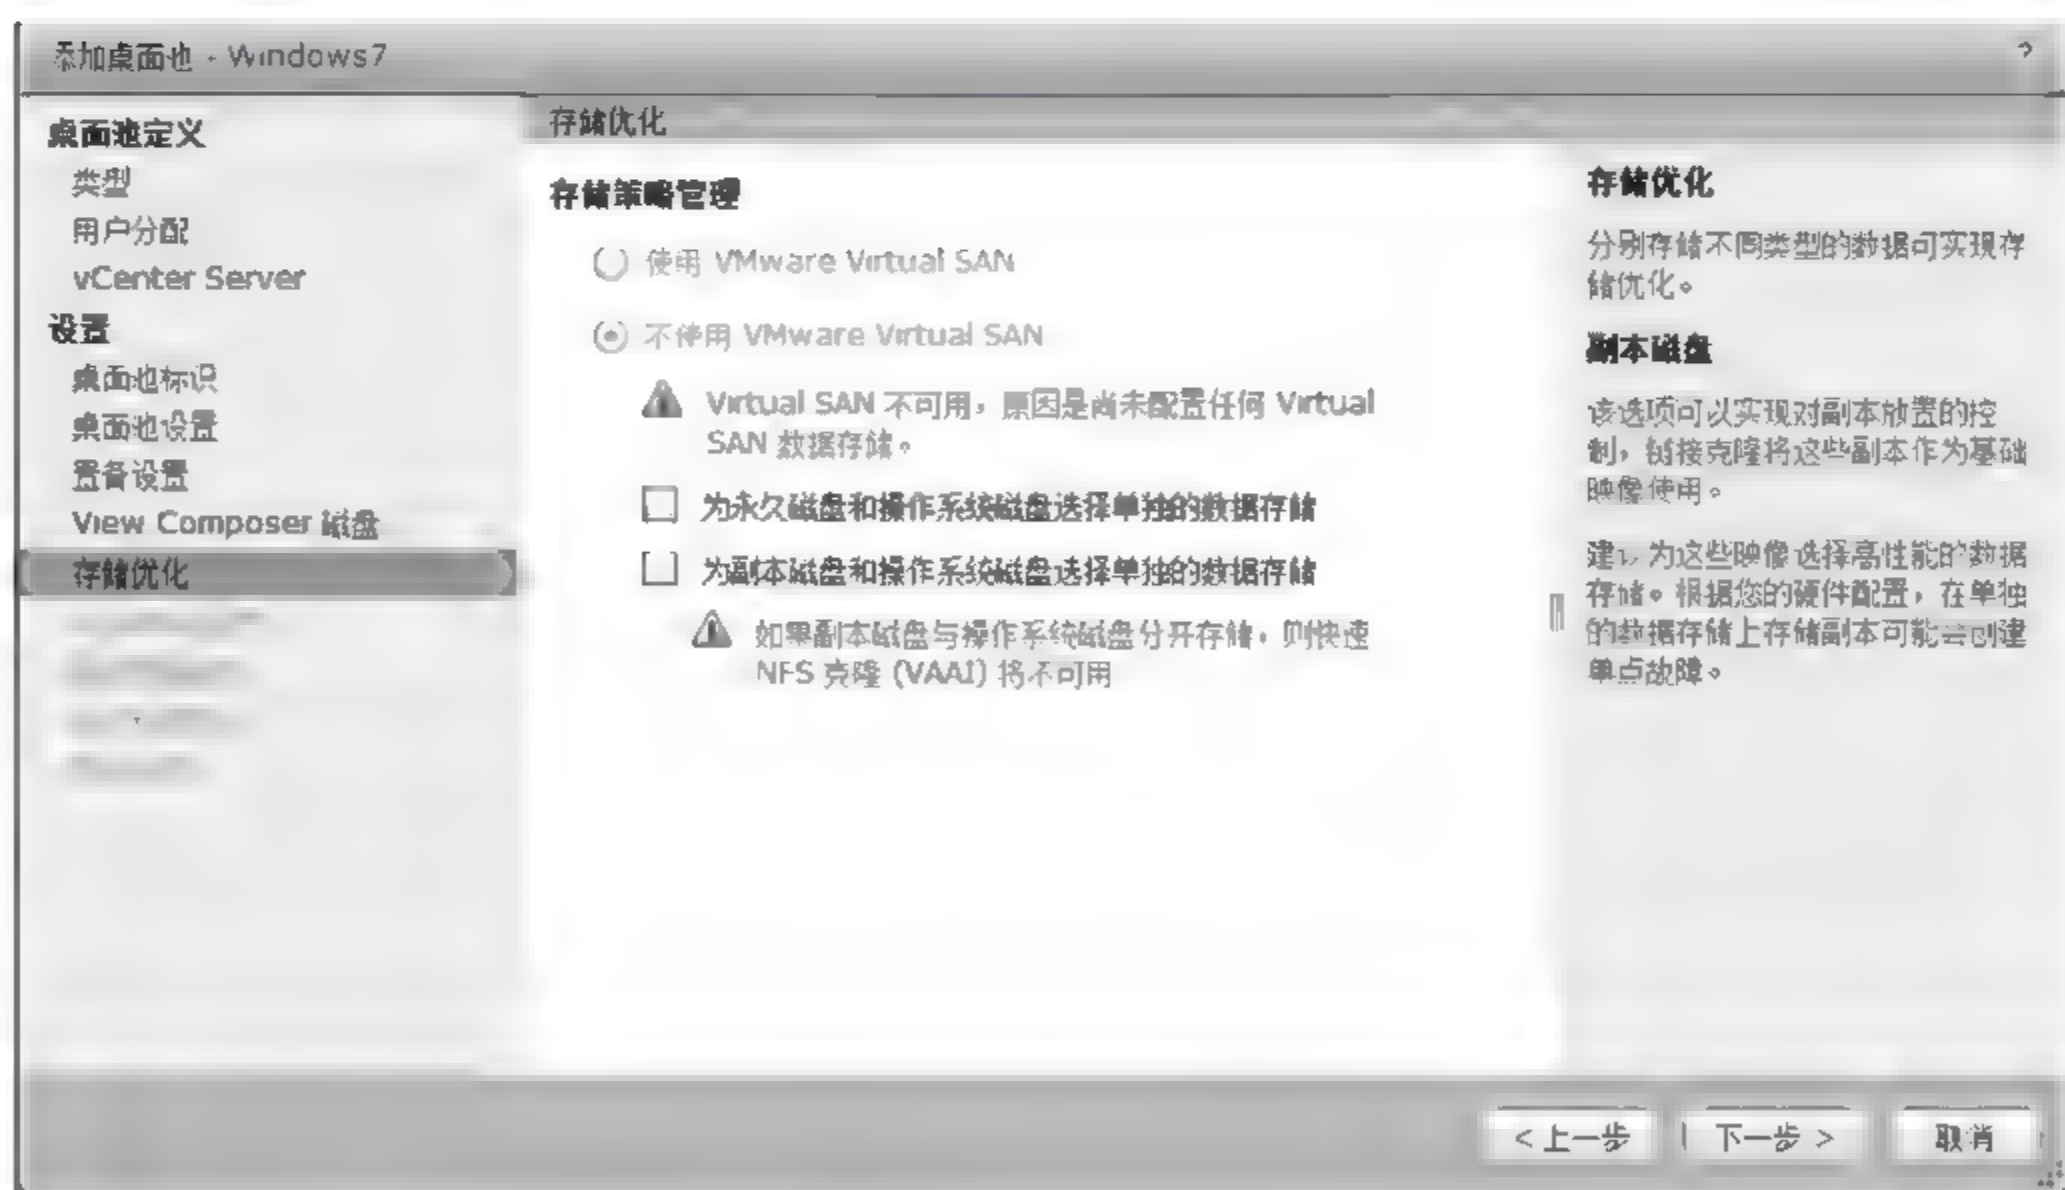 添加桌面池 - Windows7
?
桌面池定义
类型
用户分配
vCenter Server
设置
桌面池标识
桌面池设置
置备设置
View Composer 磁盘
存储优化
存储优化
存储策略管理
使用 VMware Virtual SAN
不使用 VMware Virtual SAN
Virtual SAN 不可用，原因是尚未配置任何 Virtual
SAN 数据存储。
为永久磁盘和操作系统磁盘选择单独的数据存储
为副本磁盘和操作系统磁盘选择单独的数据存储
如果副本磁盘与操作系统磁盘分开存储，则快速
NFS 克隆 (VAAI) 将不可用
存储优化
分别存储不同类型的数据可实现存
储优化。
副本磁盘
该选项可以实现对副本放置的控
制，链接克隆将这些副本作为基础
映像使用。
建议为这些映像选择高性能的数据
存储。根据您的硬件配置，在单独
的数据存储上存储副本可能会创建
单点故障。
< 上一步
下一步 >
取消